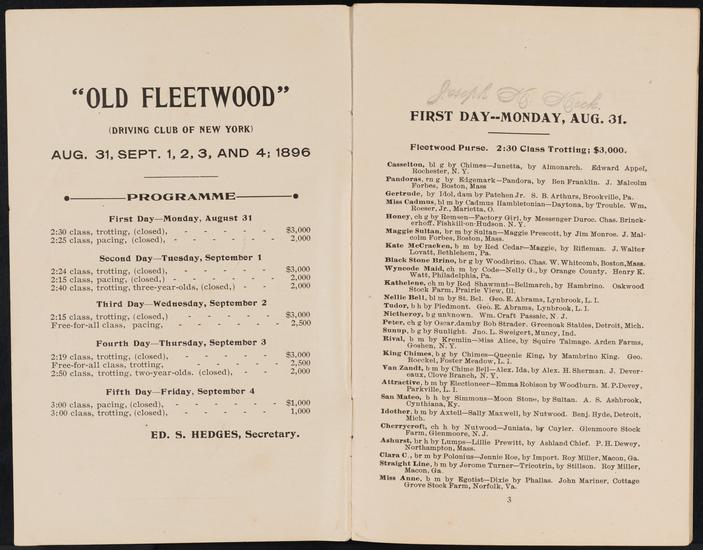 "OLD FLEETWOOD"
(DRIVING CLUB OF NEW YORK)
AUG. 31, SEPT. 1, 2, 3, AND 4; 1896
PROGRAMME
First Day—Monday, August 31
2:30 class, trotting, (closed), - - - - - $3,000
2:25 class, pacing, (closed), - - - - - 2,000
Second Day—Tuesday, September 1
2:24 class, trotting, (closed), - - - - - $3,000
2:15 class, pacing, (closed), - - - - - 2,000
2:40 class, trotting, three-year-olds, (closed), - - 2,000
Third Day—Wednesday, September 2
2:15 class, trotting, (closed), - - - - - $3,000
Free-for-all class, pacing, - - - - - 2,500
Fourth Day—Thursday, September 3
2:19 class, trotting, (closed), - - - - - $3,000
Free-for-all class, trotting, - - - - - 2,500
2:50 class, trotting, two-year-olds. (closed), - - 2,000
Fifth Day—Friday, September 4
3:00 class, pacing, (closed), - - - - - $1,000
3:00 class, trotting, (closed), - - - - - 1,000
ED. S. HEDGES, Secretary.
Joseph
FIRST DAY--MONDAY, AUG. 31.
Fleetwood Purse. 2:30 Class Trotting; $3,000.
Casselton, bl g by Chimes—Junetta, by Almonarch. Edward Appel,
Rochester, N. Y.
Pandoras, rn g by Edgemark—Pandora, by Ben Franklin. J. Malcolm
Forbes, Boston, Mass
Gertrude, by Idol, dam by Patchen Jr. S. B. Arthurs, Brookville, Pa.
Miss Cadmus, bl m by Cadmus Hambletonian—Daytona, by Trouble. Wm,
Roeser, Jr., Marietta, O.
Honey, ch g by Remsen—Factory Girl, by Messenger Duroc. Chas. Brinck-
erhoff. Fishkill-on-Hudson. N. Y.
Maggie Sultan, br m by Sultan—Maggie Prescott, by Jim Monroe. J. Mal-
colm Forbes, Boston, Mass.
Kate McCracken, b m by Red Cedar—Maggie, by Rifleman. J. Walter
Lovatt, Bethlehem, Pa.
Black Stone Brino, br g by Woodbrino. Chas. W. Whitcomb, Boston, Mass.
Wyncode Maid, ch m by Code—Nelly G., by Orange County. Henry K.
Watt, Philadelphia, Pa.
Kathelene, ch m by Red Shawmut—Bellmarch, by Hambrino. Oakwood
Stock Farm, Prairie View, Ill.
Nellie Bell, bl m by St. Bel. Geo. E. Abrams, Lynbrook, L. I.
Tudor, b h by Piedmont. Geo. E. Abrams, Lynbrook, L. I.
Nictheroy, b g unknown. Wm. Craft Passaic, N. J.
Peter, ch g by Oscar.damby Bob Strader. Greenoak Stables, Detroit, Mich.
Sunup, b g by Sunlight. Jno. L. Sweigert, Muncy, Ind.
Rival, b m by Kremlin—Miss Alice, by Squire Talmage. Arden Farms,
Goshen, N. Y.
King Chimes, b g by Chimes—Queenie King, by Mambrino King. Geo.
Roeckel, Foster Meadow, L. I.
Van Zandt, b m by Chime Bell—Alex. Ida, by Alex. H. Sherman. J. Dever-
eaux, Clove Branch, N. Y.
Attractive, b m by Electioneer—Emma Robison by Woodburn. M. P. Devey,
Parkville, L. I.
San Mateo, b h by Simmons—Moon Stone, by Sultan. A. S. Ashbrook,
Cynthiana, Ky.
Idother, b m by Axtell—Sally Maxwell, by Nutwood. Benj. Hyde, Detroit,
Mich.
Cherrycroft, ch h by Nutwood—Juniata, by Cuyler. Glenmoore Stock
Farm, Glenmoore, N. J.
Ashurst, br h by Lumps—Lillie Prewitt, by Ashland Chief. P. H. Dewey,
Northampton, Mass.
Clara C., br m by Polonius—Jennie Roe, by Import. Roy Miller, Macon, Ga.
Straight Line, b m by Jerome Turner—Tricotrin, by Stillson. Roy Miller,
Macon, Ga.
Miss Anne, b m by Egotist—Dixie by Phallas. John Mariner, Cottage
Grove Stock Farm, Norfolk, Va.
3